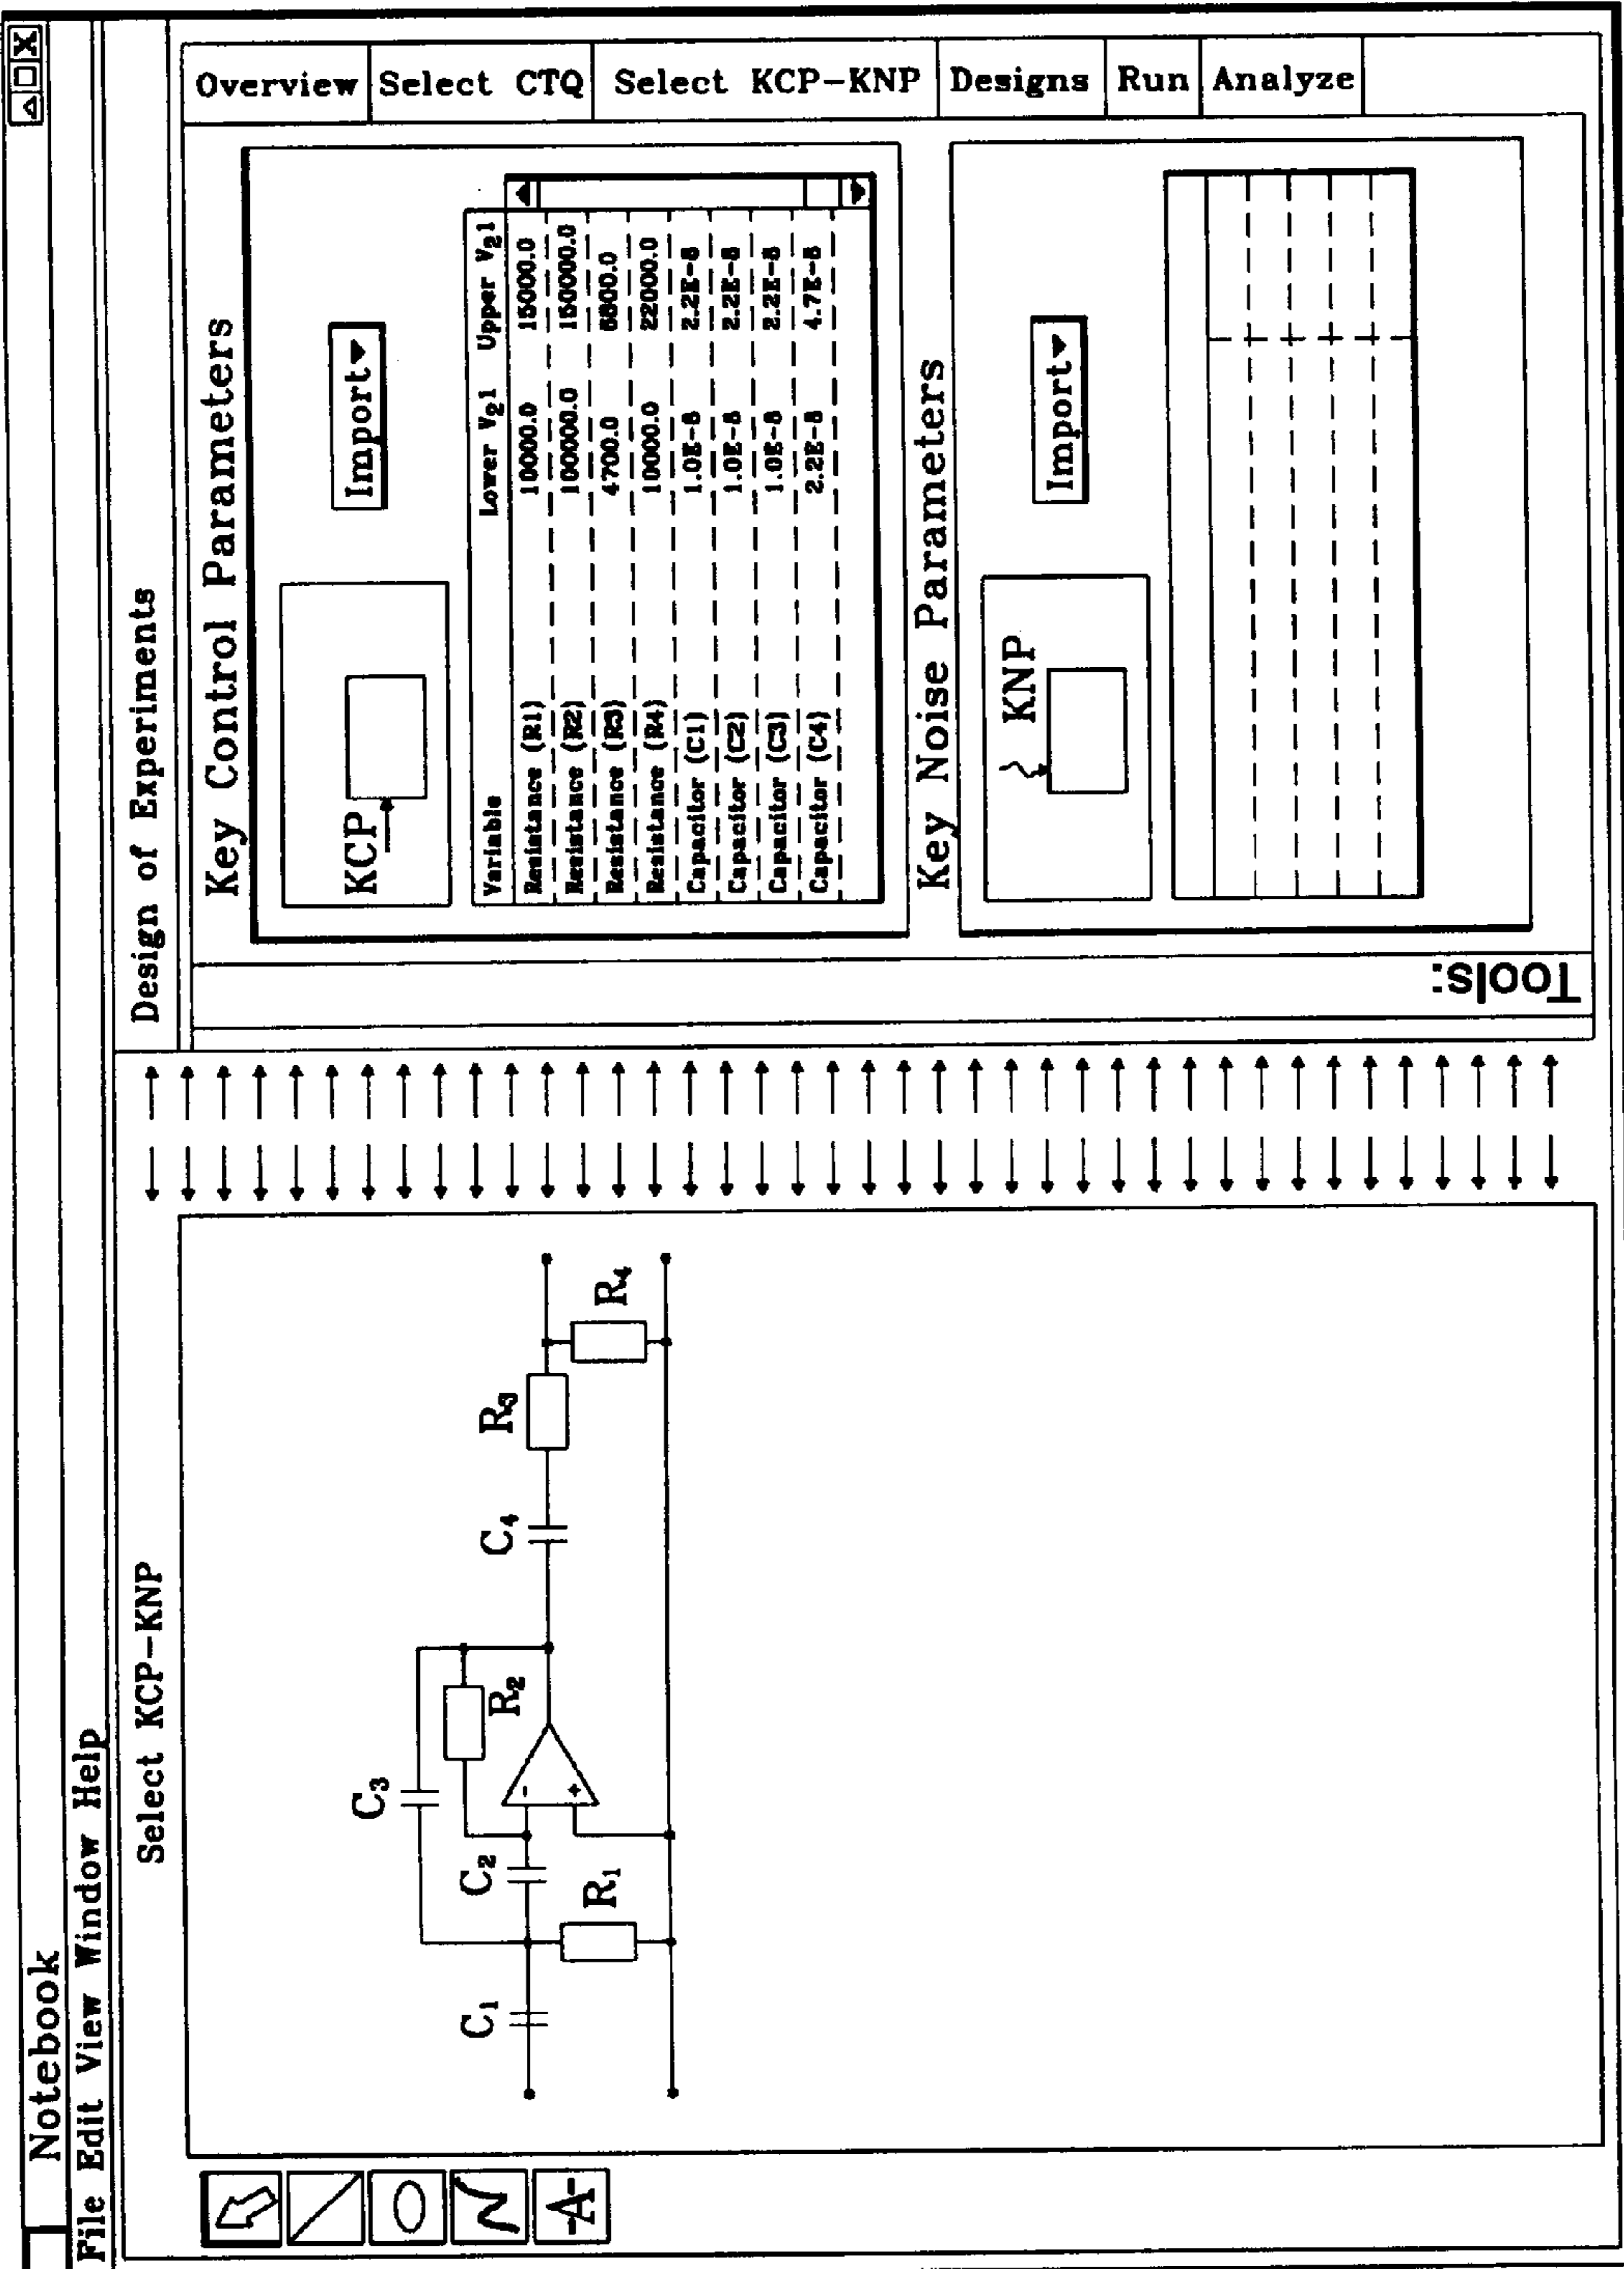 Notebook
File Edit View Window Help
Select KCP-KNP
C₃
R₂
C₁
C₂
-
+
R₁
C₄
R₃
R₄
-A-
Design of Experiments
Overview Select CTQ Select KCP-KNP Designs Run Analyze
Key Control Parameters
KCP
Import
Variable Lower V₂1 Upper V₂1
Resistance (R1) 10000.0 15000.0
Resistance (R2) 100000.0 150000.0
Resistance (R3) 4700.0 6800.0
Resistance (R4) 10000.0 22000.0
Capacitor (C1) 1.0E-8 2.2E-8
Capacitor (C2) 1.0E-8 2.2E-8
Capacitor (C3) 1.0E-8 2.2E-8
Capacitor (C4) 2.2E-8 4.7E-8
Key Noise Parameters
KNP
Import
Tools: